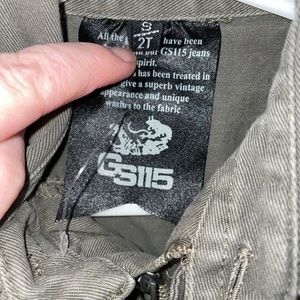 S
2T
All the have been
our GS115 jeans
spirit.
has been treated in
give a superb vintage
appearance and unique
washes to the fabric
GS115